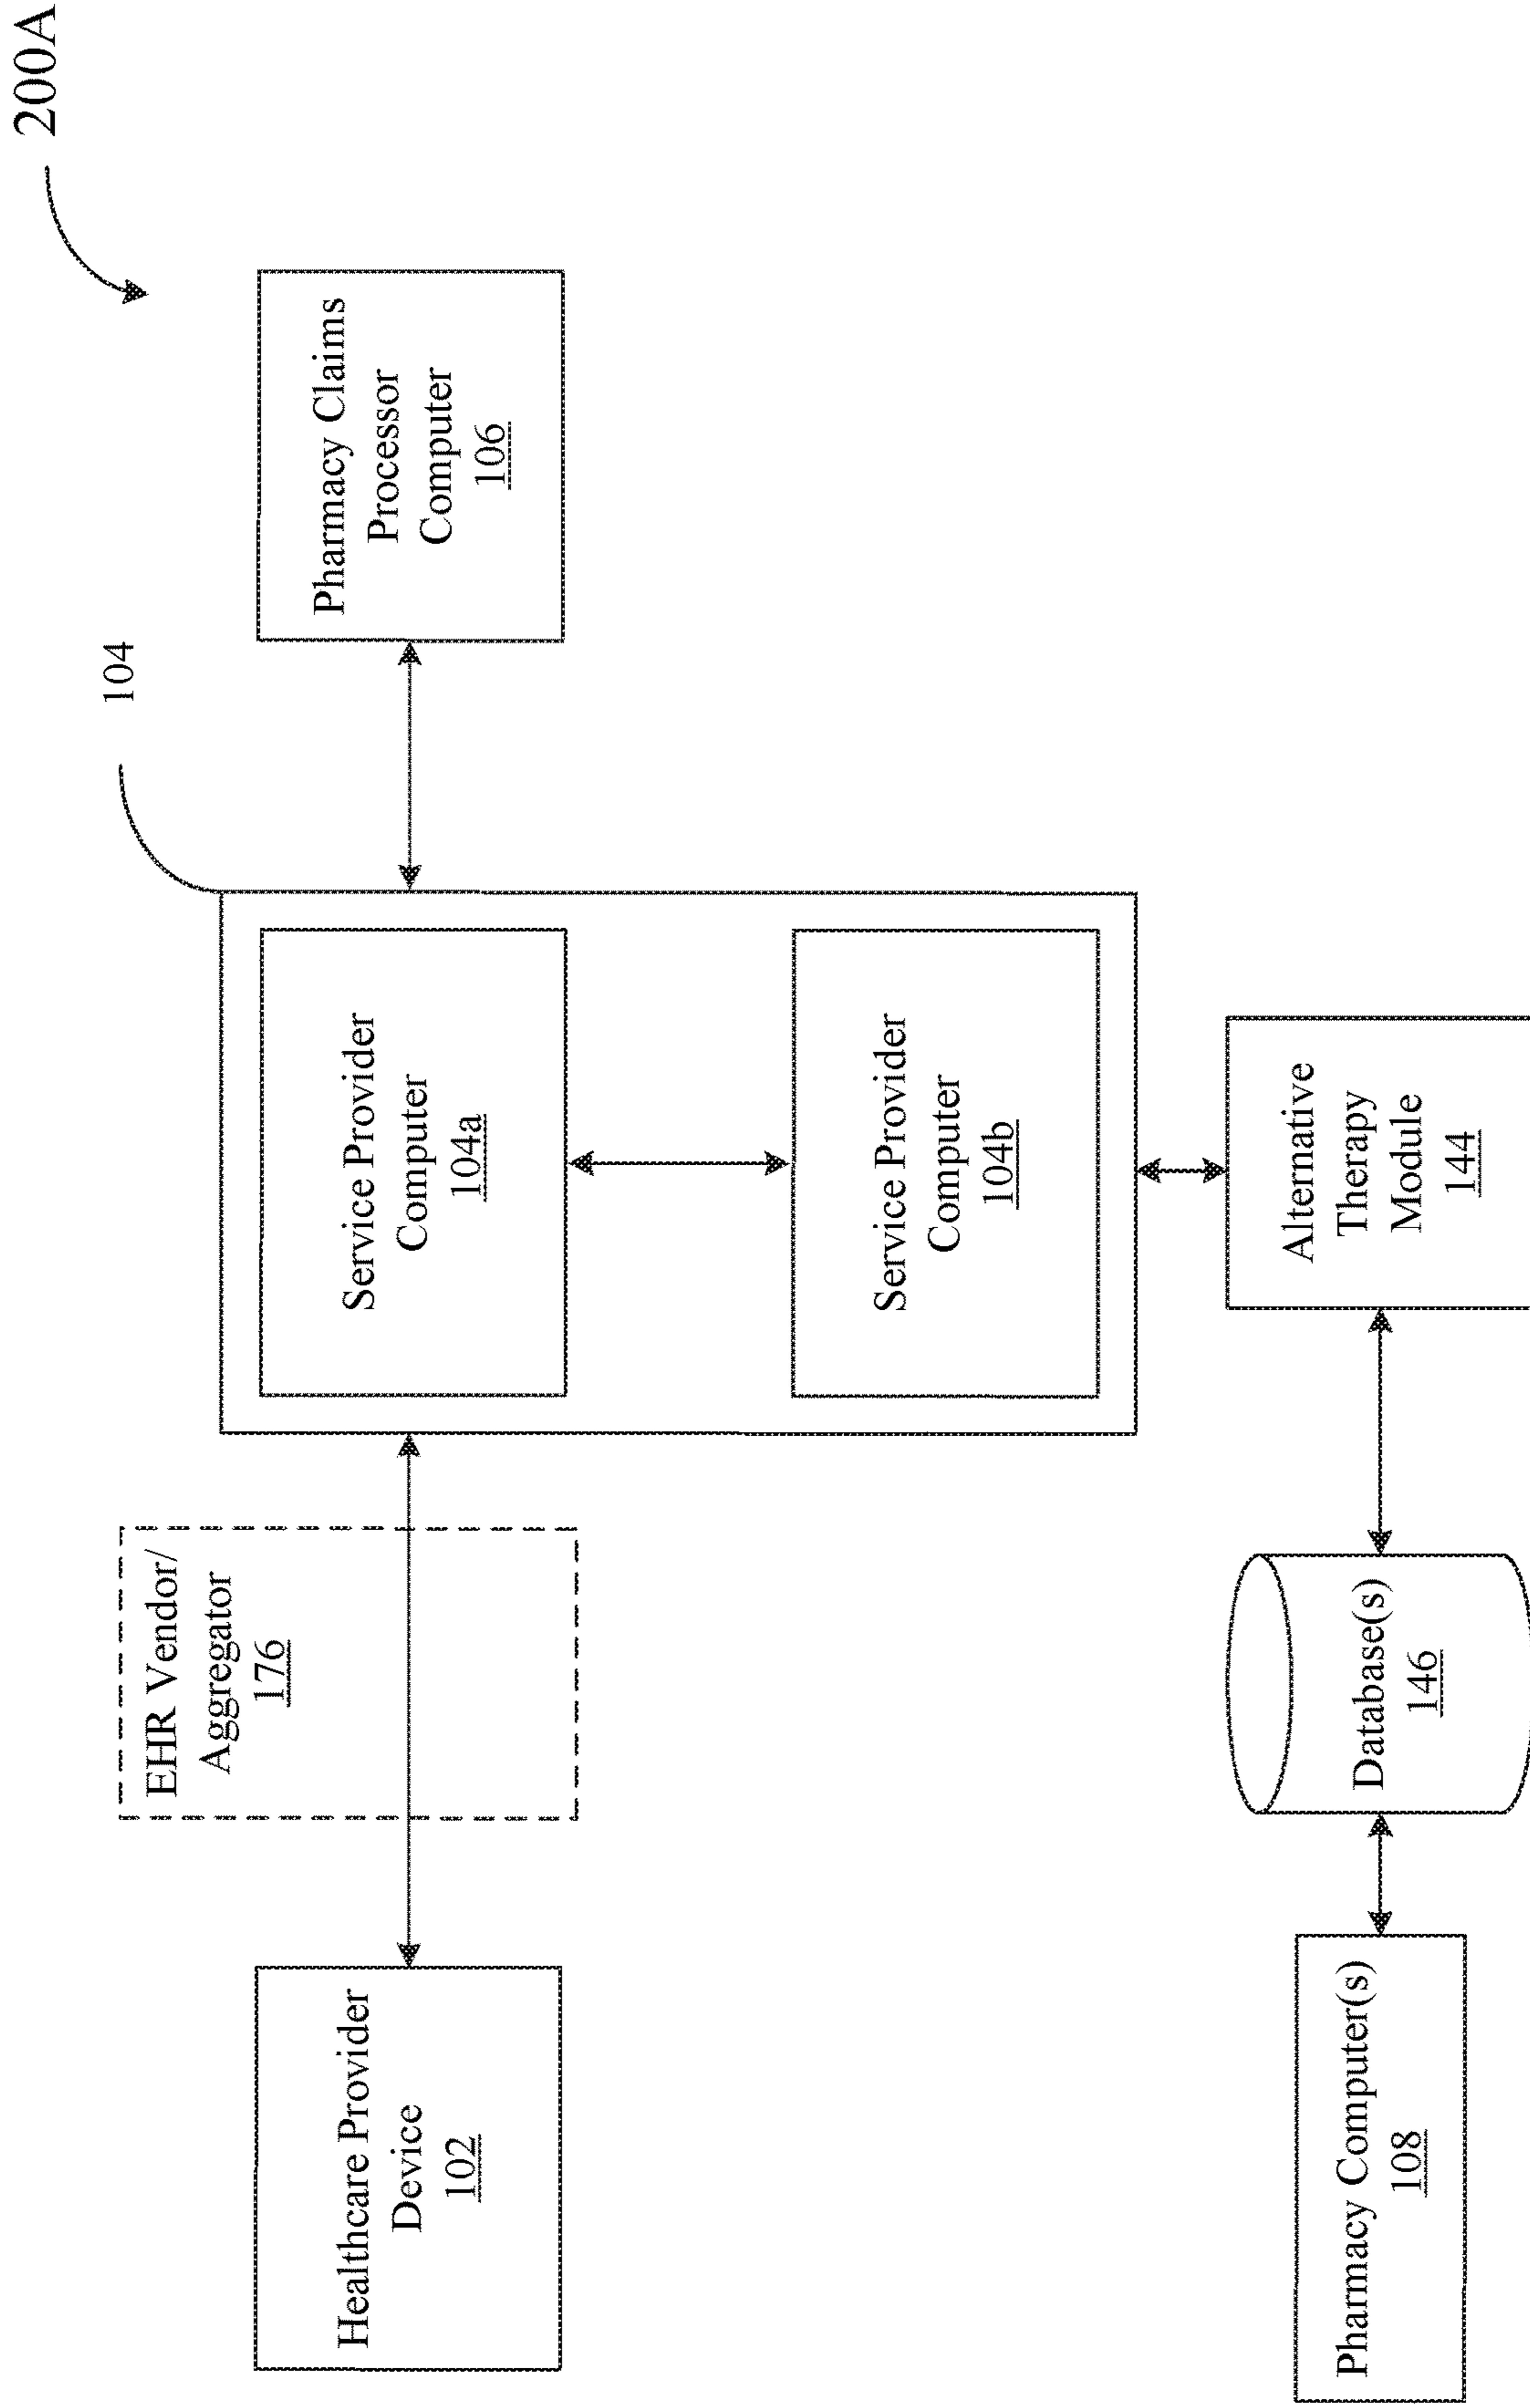 200A
104
EHR Vendor/
Aggregator
176
Healthcare Provider
Device
102
Service Provider
Computer
104a
Pharmacy Claims
Processor
Computer
106
Service Provider
Computer
104b
Pharmacy Computer(s)
108
Database(s)
146
Alternative
Therapy
Module
144